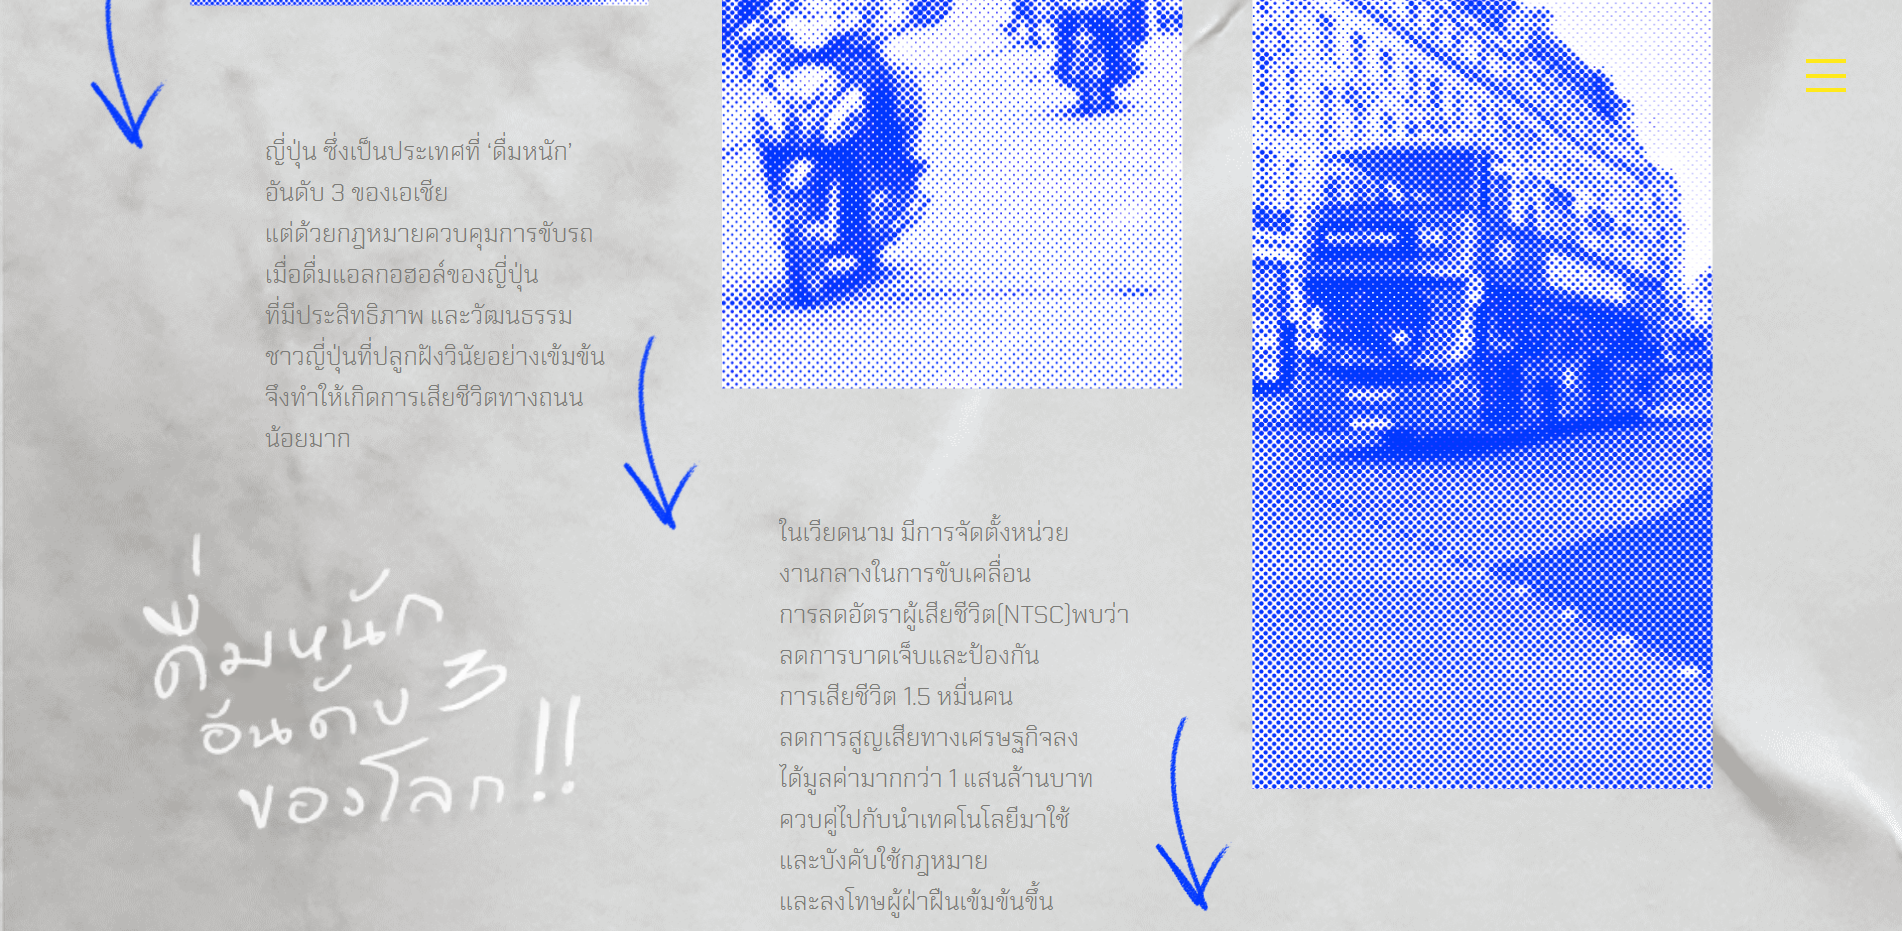 ญี่ปุ่น ซึ่งเป็นประเทศที่ ‘ดื่มหนัก’
อันดับ 3 ของเอเชีย
แต่ด้วยกฎหมายควบคุมการขับรถ
เมื่อดื่มแอลกอฮอล์ของญี่ปุ่น
ที่มีประสิทธิภาพ และวัฒนธรรม
ชาวญี่ปุ่นที่ปลูกฝังวินัยอย่างเข้มข้น
จึงทำให้เกิดการเสียชีวิตทางถนน
น้อยมาก
ดื่มหนัก
อันดับ 3
ของโลก!!
ในเวียดนาม มีการจัดตั้งหน่วย
งานกลางในการขับเคลื่อน
การลดอัตราผู้เสียชีวิต(NTSC)พบว่า
ลดการบาดเจ็บและป้องกัน
การเสียชีวิต 1.5 หมื่นคน
ลดการสูญเสียทางเศรษฐกิจลง
ได้มูลค่ามากกว่า 1 แสนล้านบาท
ควบคู่ไปกับนำเทคโนโลยีมาใช้
และบังคับใช้กฎหมาย
และลงโทษผู้ฝ่าฝืนเข้มข้นขึ้น